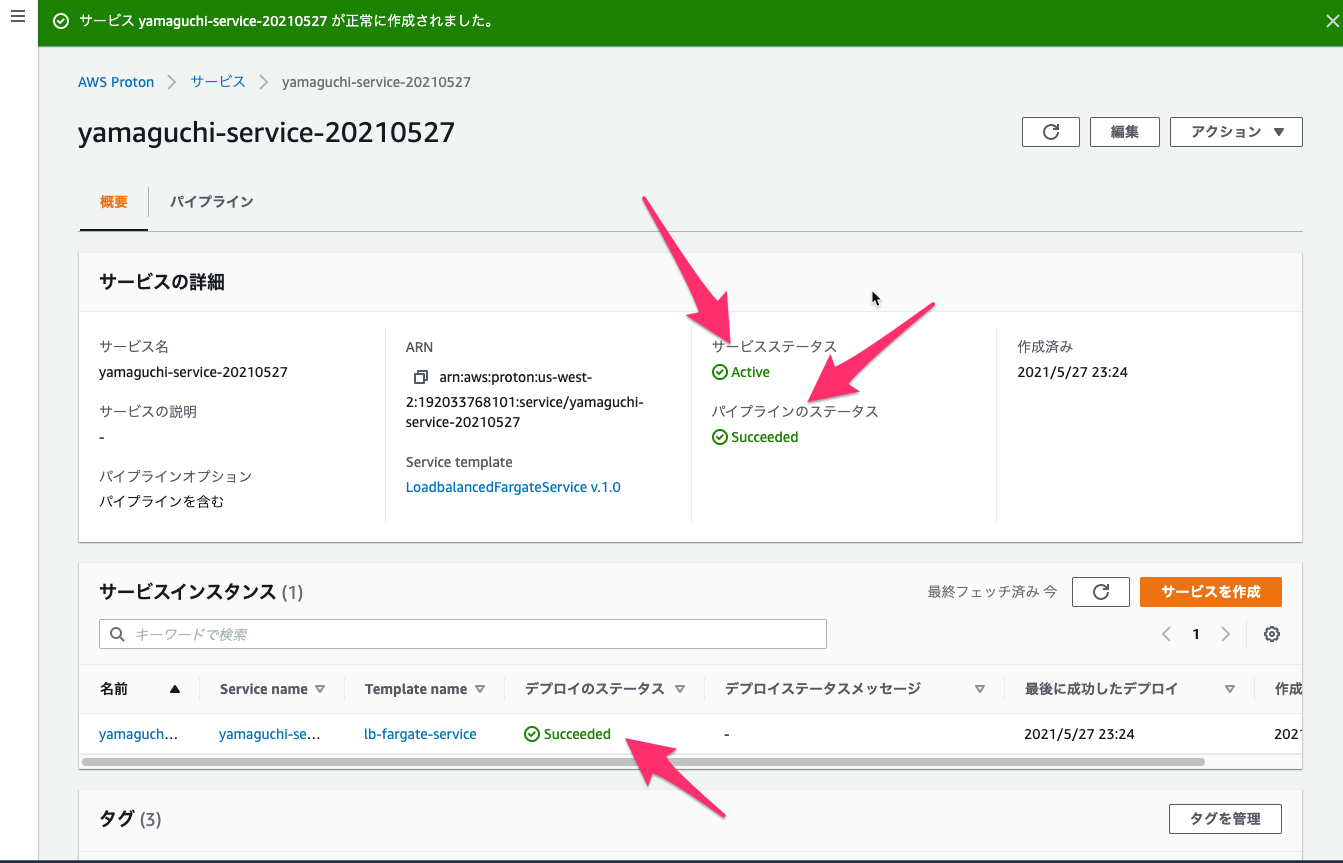 サービス yamaguchi-service-20210527 が正常に作成されました。
AWS Proton
サービス
yamaguchi-service-20210527
yamaguchi-service-20210527
編集
アクション
概要
パイプライン
サービスの詳細
サービス名
yamaguchi-service-20210527
サービスの説明
-
パイプラインオプション
パイプラインを含む
ARN
arn:aws:proton:us-west-
2:192033768101:service/yamaguchi-
service-20210527
Service template
LoadbalancedFargateService v.1.0
サービスステータス
Active
パイプラインのステータス
Succeeded
作成済み
2021/5/27 23:24
サービスインスタンス (1)
最終フェッチ済み 今
サービスを作成
キーワードで検索
1
名前
Service name
Template name
デプロイのステータス
デプロイステータスメッセージ
最後に成功したデプロイ
作成
yamaguch...
yamaguchi-se...
lb-fargate-service
Succeeded
-
2021/5/27 23:24
2021
タグ (3)
タグを管理